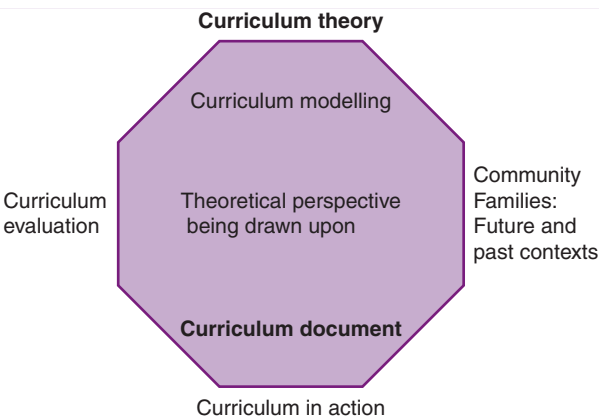 Curriculum theory
Curriculum modelling
Curriculum
evaluation
Theoretical perspective
being drawn upon
Community
Families:
Future and
past contexts
Curriculum document
Curriculum in action